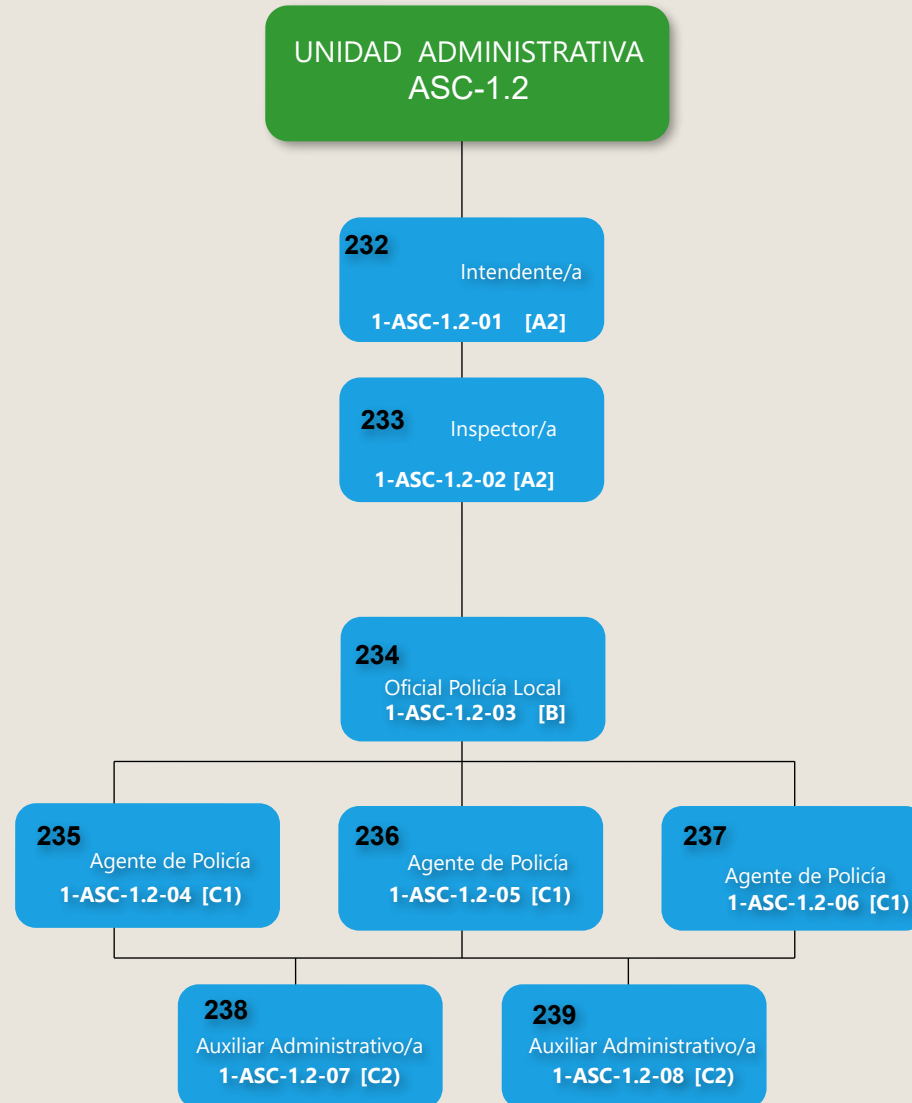 UNIDAD ADMINISTRATIVA
ASC-1.2
232
Intendente/a
1-ASC-1.2-01 [A2]
233
Inspector/a
1-ASC-1.2-02 [A2]
234
Oficial Policía Local
1-ASC-1.2-03 [B]
235
Agente de Policía
1-ASC-1.2-04 [C1)
236
Agente de Policía
1-ASC-1.2-05 [C1)
237
Agente de Policía
1-ASC-1.2-06 [C1)
238
Auxiliar Administrativo/a
1-ASC-1.2-07 [C2)
239
Auxiliar Administrativo/a
1-ASC-1.2-08 [C2)